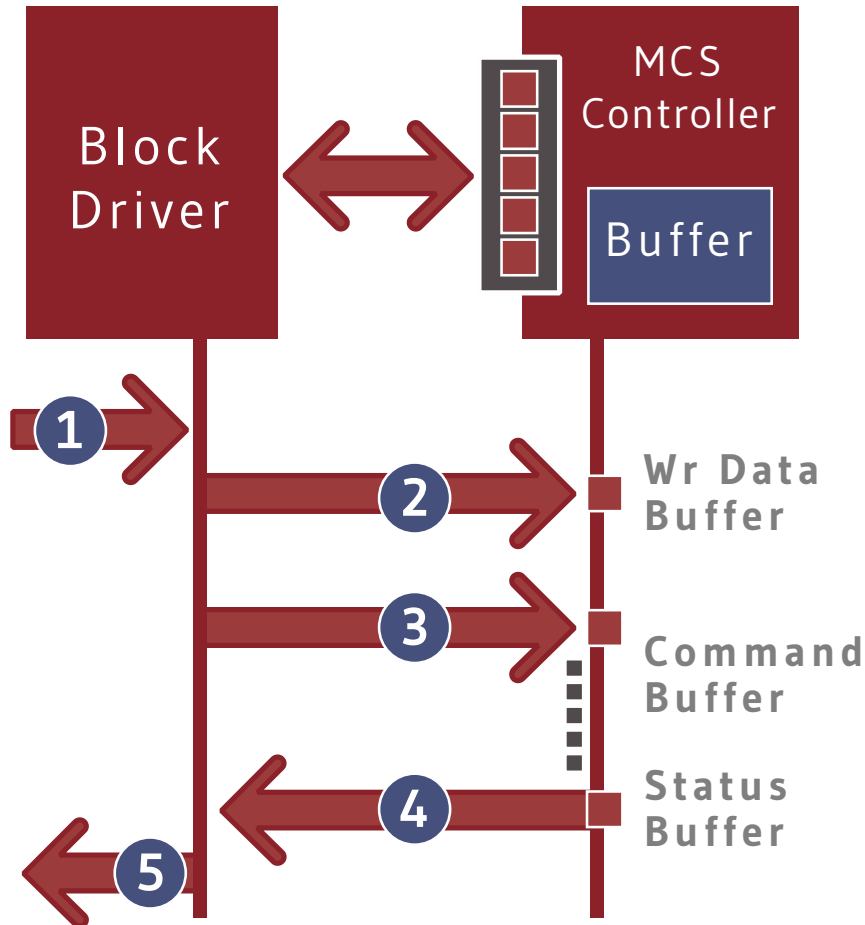 Block
Driver
MCS
Controller
Buffer
1
2
Wr Data
Buffer
3
Command
Buffer
4
Status
Buffer
5